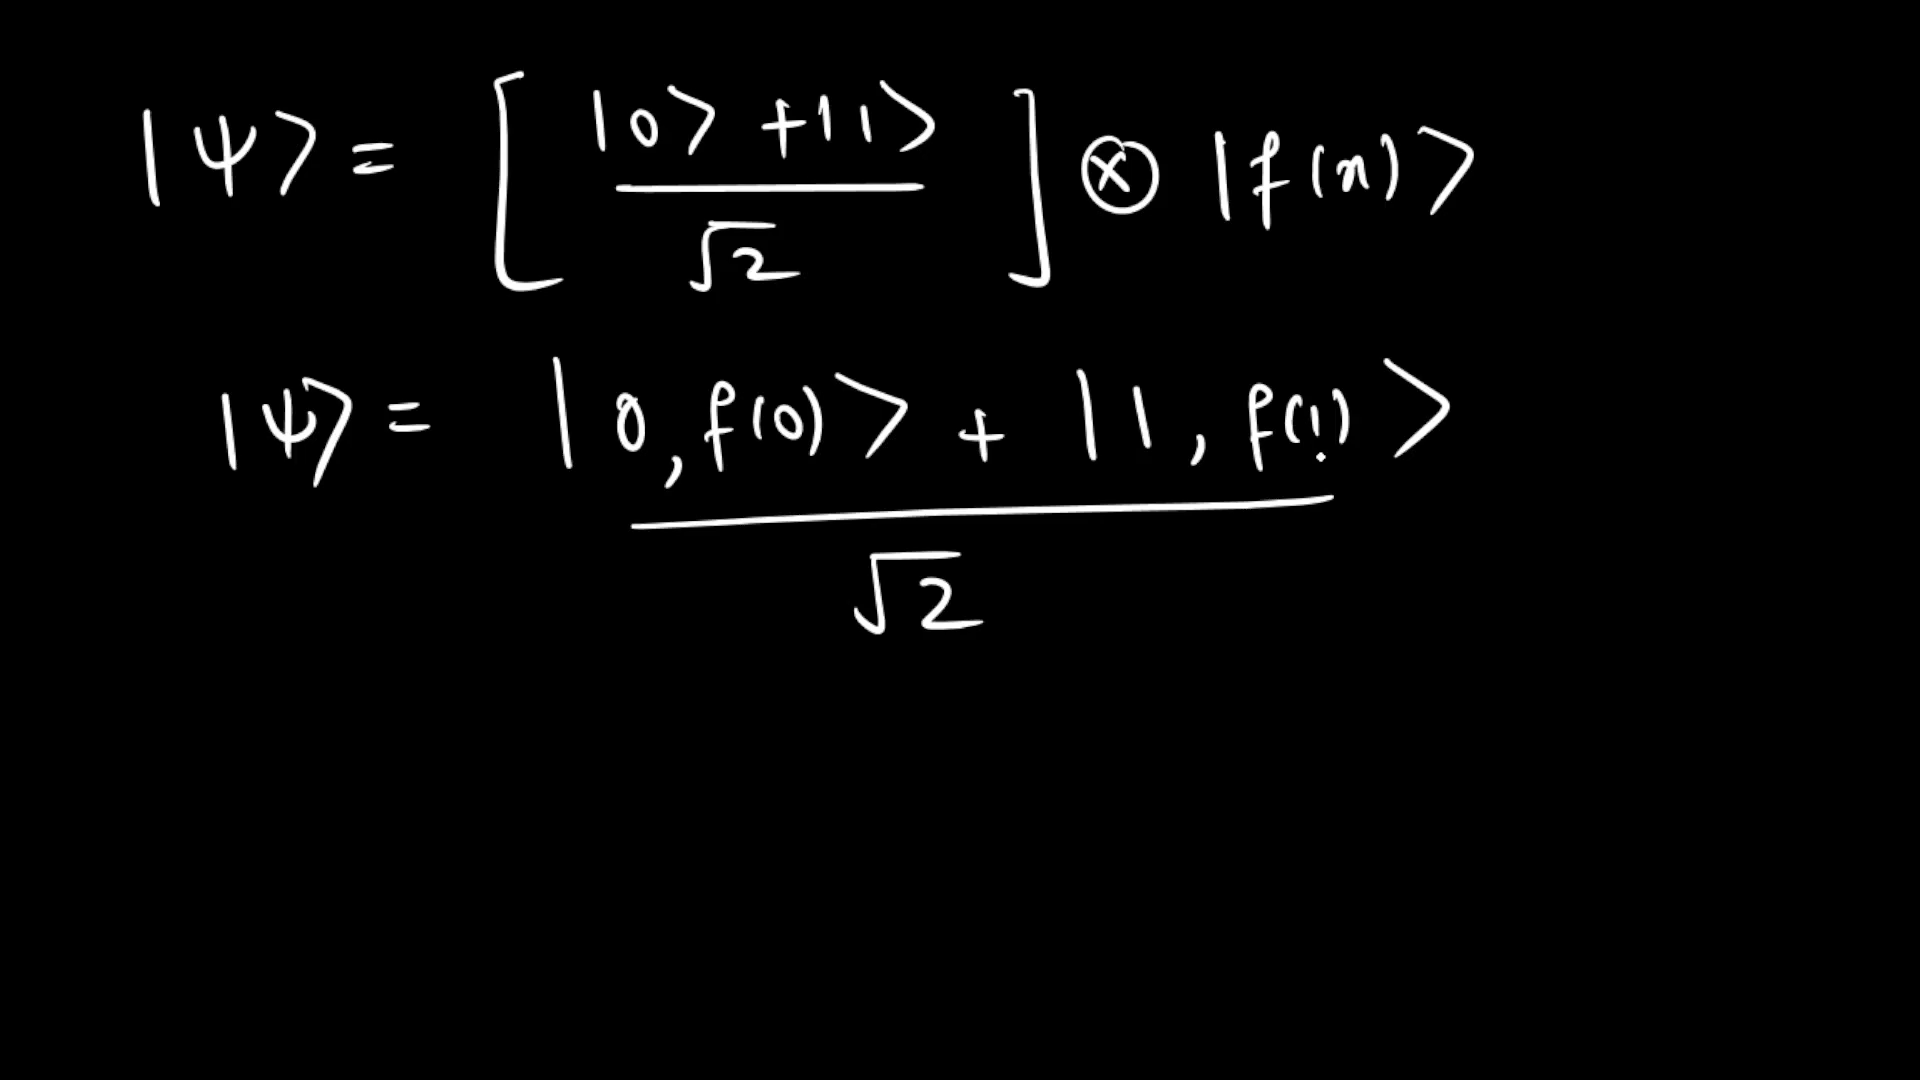 |ψ⟩ = [ (|0⟩ + |1⟩) / √2 ] ⊗ |f(x)⟩
|ψ⟩ = (|0, f(0)⟩ + |1, f(1)⟩) / √2